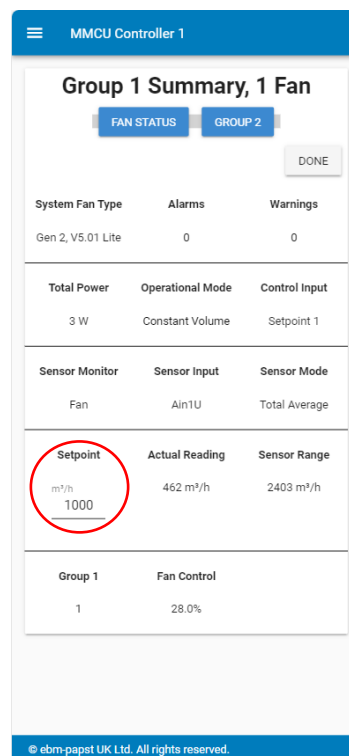 MMCU Controller 1
Group 1 Summary, 1 Fan
FAN STATUS GROUP 2
DONE
System Fan Type Alarms Warnings
Gen 2, V5.01 Lite 0 0
Total Power Operational Mode Control Input
3 W Constant Volume Setpoint 1
Sensor Monitor Sensor Input Sensor Mode
Fan Ain1U Total Average
Setpoint Actual Reading Sensor Range
m³/h 462 m³/h 2403 m³/h
1000
Group 1 Fan Control
1 28.0%
© ebm-papst UK Ltd. All rights reserved.